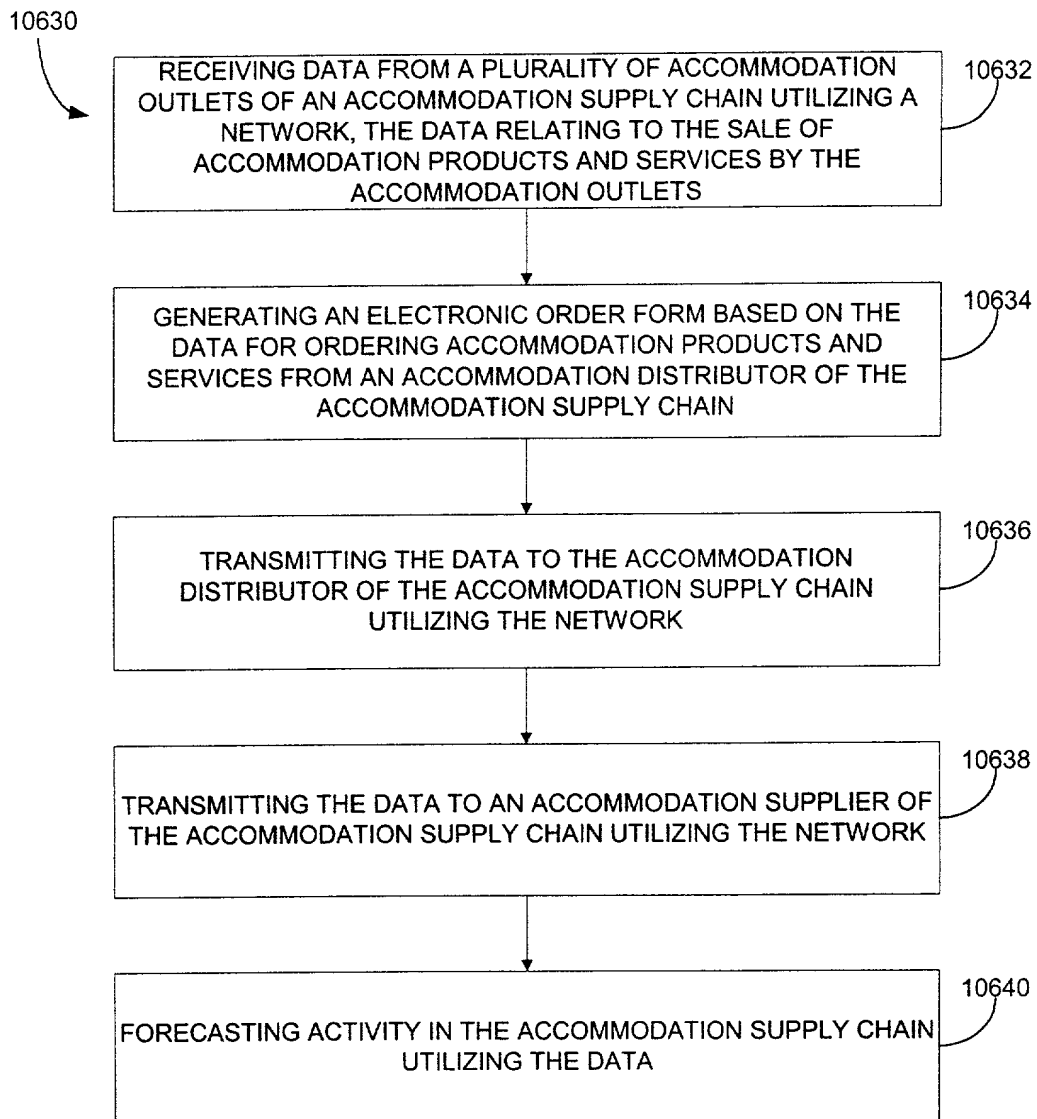 10630
RECEIVING DATA FROM A PLURALITY OF ACCOMMODATION
OUTLETS OF AN ACCOMMODATION SUPPLY CHAIN UTILIZING A
NETWORK, THE DATA RELATING TO THE SALE OF
ACCOMMODATION PRODUCTS AND SERVICES BY THE
ACCOMMODATION OUTLETS
10632
GENERATING AN ELECTRONIC ORDER FORM BASED ON THE
DATA FOR ORDERING ACCOMMODATION PRODUCTS AND
SERVICES FROM AN ACCOMMODATION DISTRIBUTOR OF THE
ACCOMMODATION SUPPLY CHAIN
10634
TRANSMITTING THE DATA TO THE ACCOMMODATION
DISTRIBUTOR OF THE ACCOMMODATION SUPPLY CHAIN
UTILIZING THE NETWORK
10636
TRANSMITTING THE DATA TO AN ACCOMMODATION SUPPLIER OF
THE ACCOMMODATION SUPPLY CHAIN UTILIZING THE NETWORK
10638
FORECASTING ACTIVITY IN THE ACCOMMODATION SUPPLY CHAIN
UTILIZING THE DATA
10640